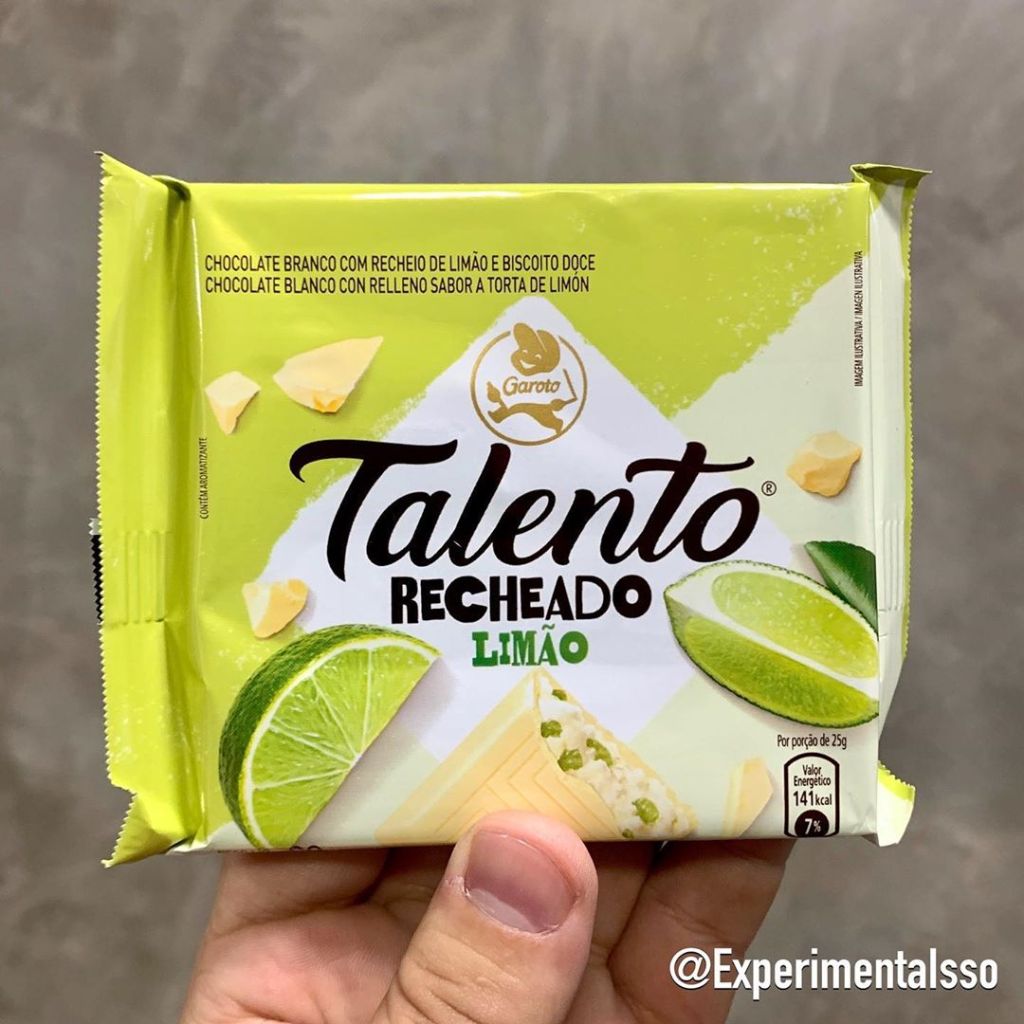 CHOCOLATE BRANCO COM RECHEIO DE LIMÃO E BISCOITO DOCE
CHOCOLATE BLANCO CON RELLENO SABOR A TORTA DE LIMÓN
IMAGEM ILUSTRATIVA / IMAGEN ILUSTRATIVA
Garoto
CONTÉM AROMATIZANTE
Talento®
RECHEADO
LIMÃO
Por porção de 25g
Valor
Energético
141kcal
7%
@Experimentalsso